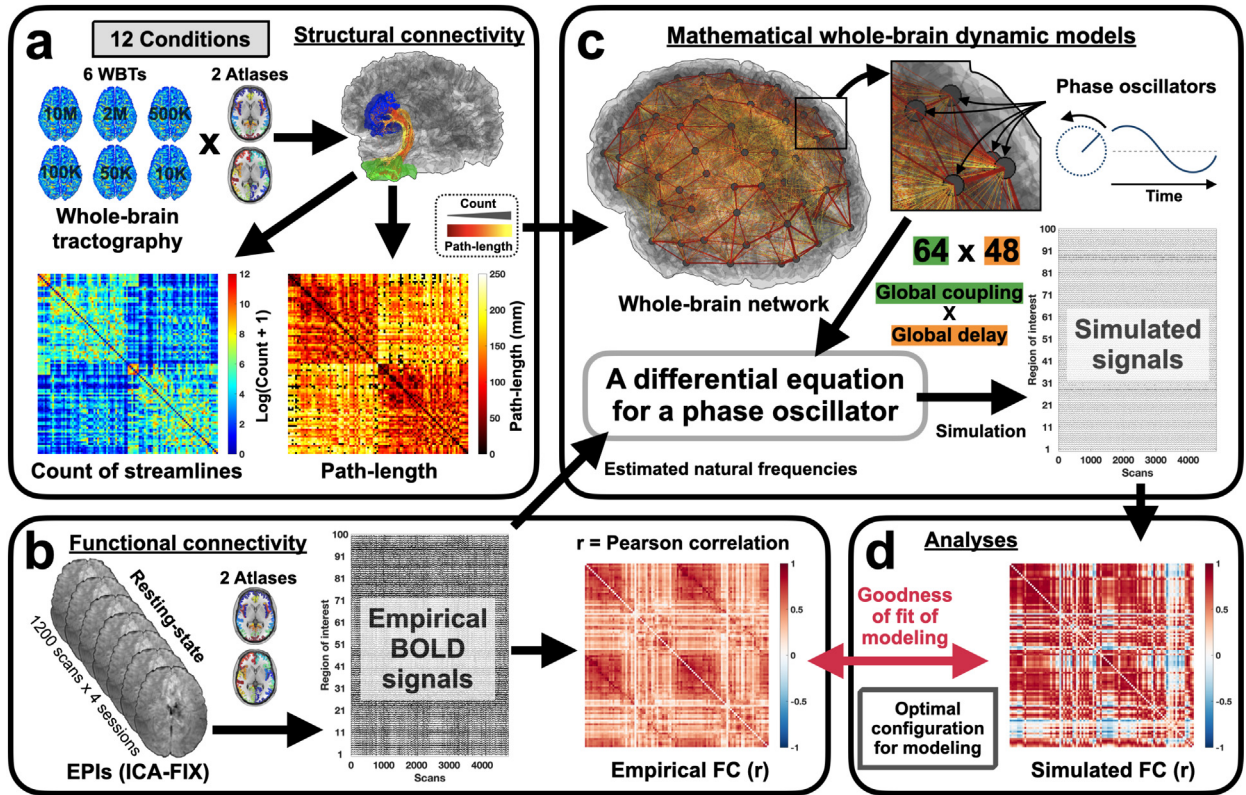 a
12 Conditions
Structural connectivity
6 WBTs
2 Atlases
10M
2M
500K
X
100K
50K
10K
Whole-brain
tractography
Count
Path-length
12
10
8
6
4
2
0
Log(Count + 1)
250
200
150
100
50
0
Path-length (mm)
Count of streamlines
Path-length
c
Mathematical whole-brain dynamic models
Phase oscillators
Time
Whole-brain network
64 x 48
Global coupling
X
Global delay
A differential equation
for a phase oscillator
Simulation
Estimated natural frequencies
Region of interest
100
91
81
71
61
51
41
31
21
11
1
Simulated
signals
0
1000
2000
3000
4000
Scans
b
Functional connectivity
2 Atlases
Resting-state
1200 scans x 4 sessions
EPIs (ICA-FIX)
Region of interest
100
91
81
71
61
51
41
31
21
11
1
Empirical
BOLD
signals
0
1000
2000
3000
4000
Scans
r = Pearson correlation
1
0.5
0
-0.5
-1
Empirical FC (r)
d
Analyses
Goodness
of fit of
modeling
Optimal
configuration
for modeling
1
0.5
0
-0.5
-1
Simulated FC (r)